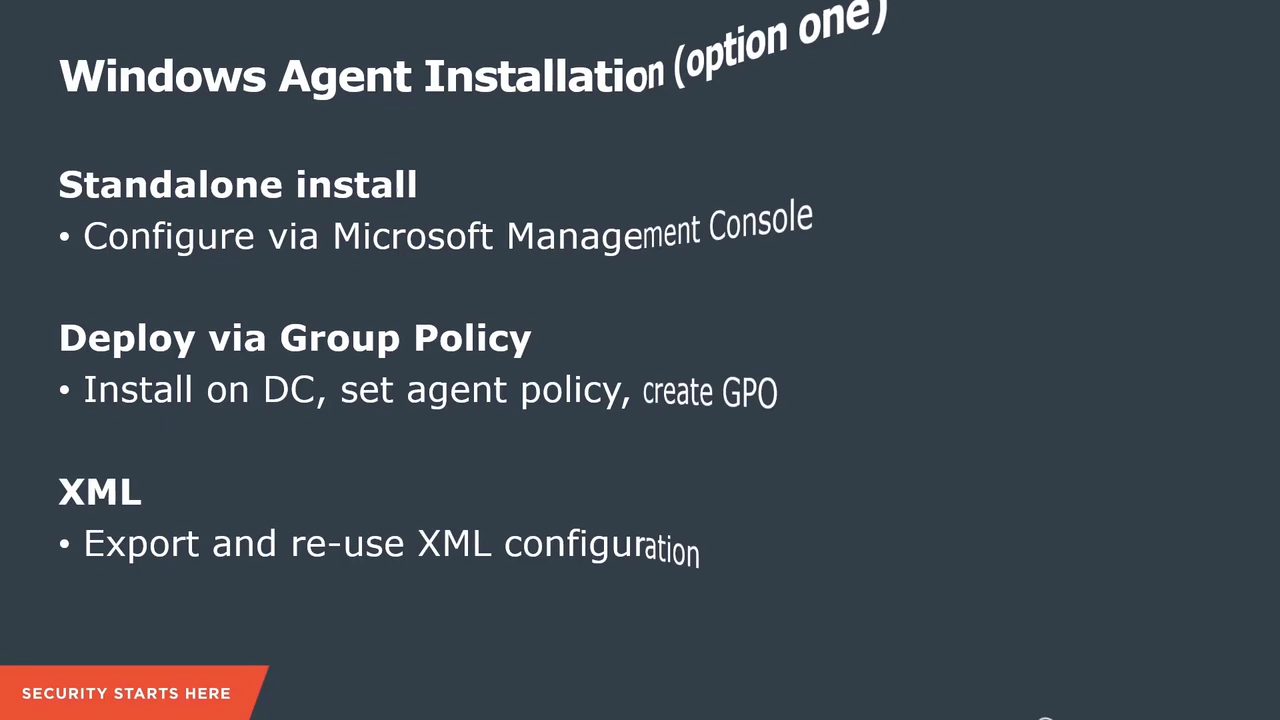 Windows Agent Installation (option one)
Standalone install
• Configure via Microsoft Management Console
Deploy via Group Policy
• Install on DC, set agent policy, create GPO
XML
• Export and re-use XML configuration
SECURITY STARTS HERE